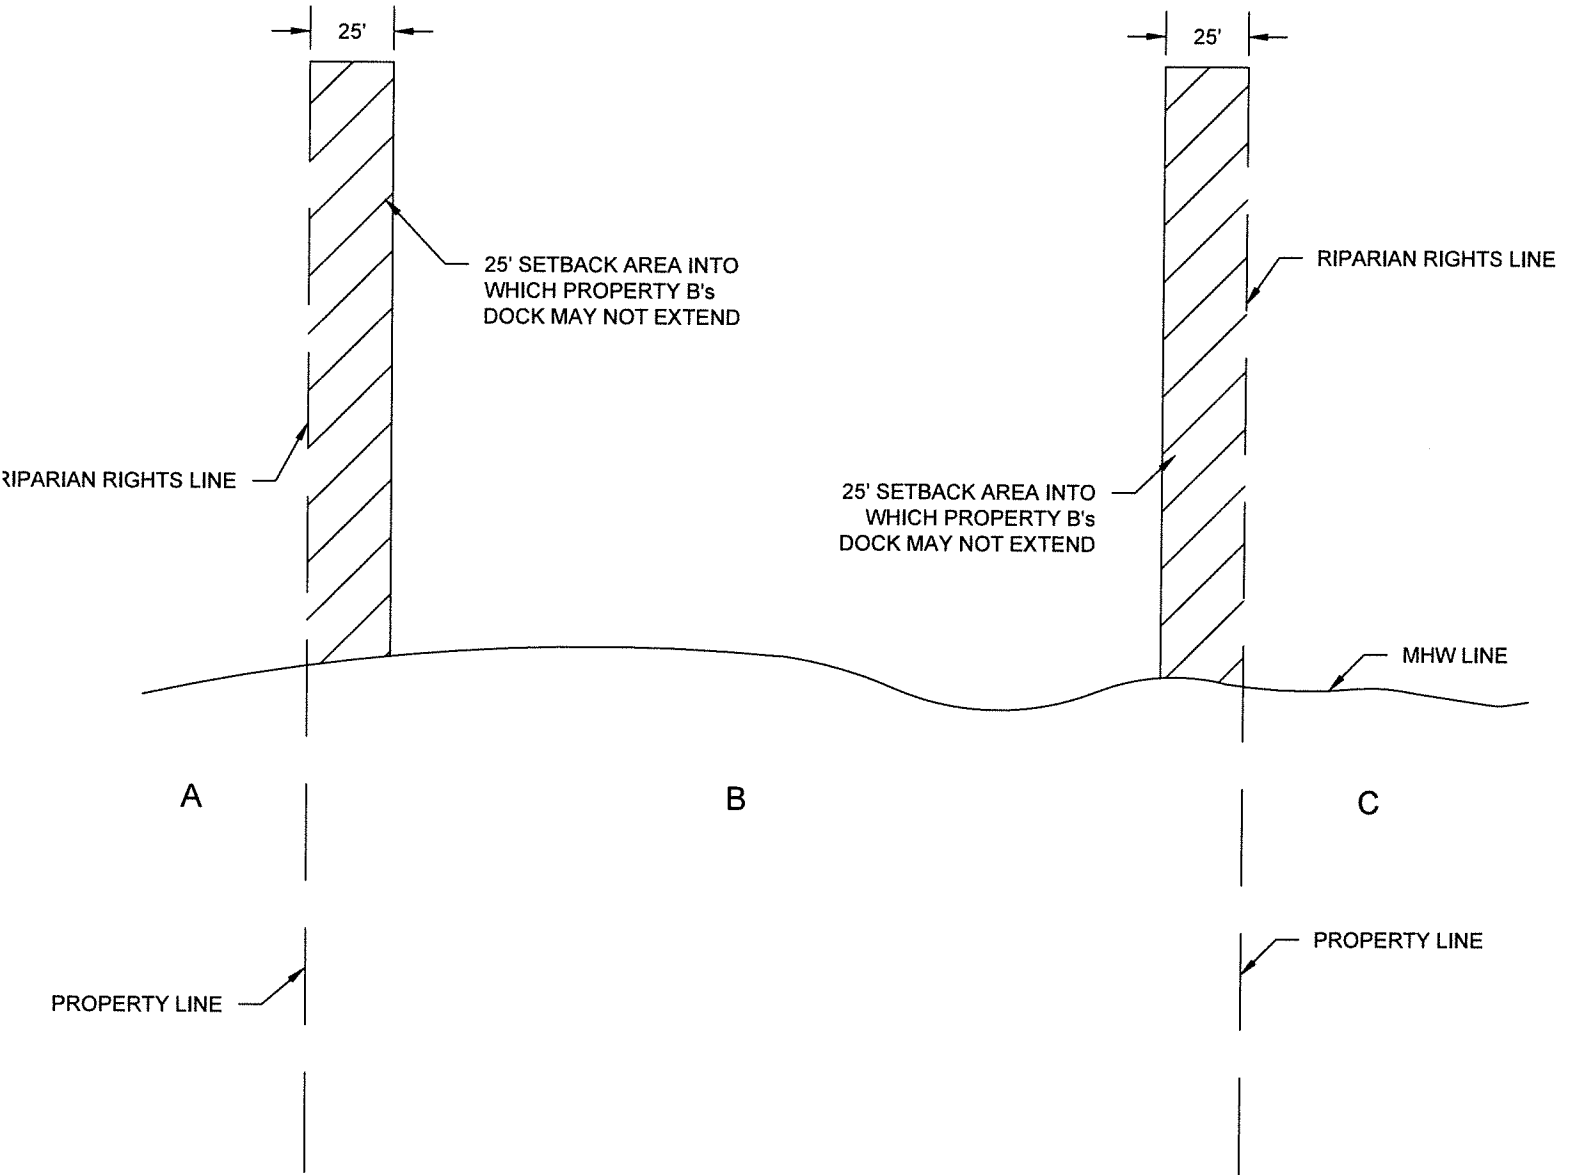 25'
25'
25' SETBACK AREA INTO
WHICH PROPERTY B's
DOCK MAY NOT EXTEND
RIPARIAN RIGHTS LINE
RIPARIAN RIGHTS LINE
25' SETBACK AREA INTO
WHICH PROPERTY B's
DOCK MAY NOT EXTEND
MHW LINE
A
B
C
PROPERTY LINE
PROPERTY LINE